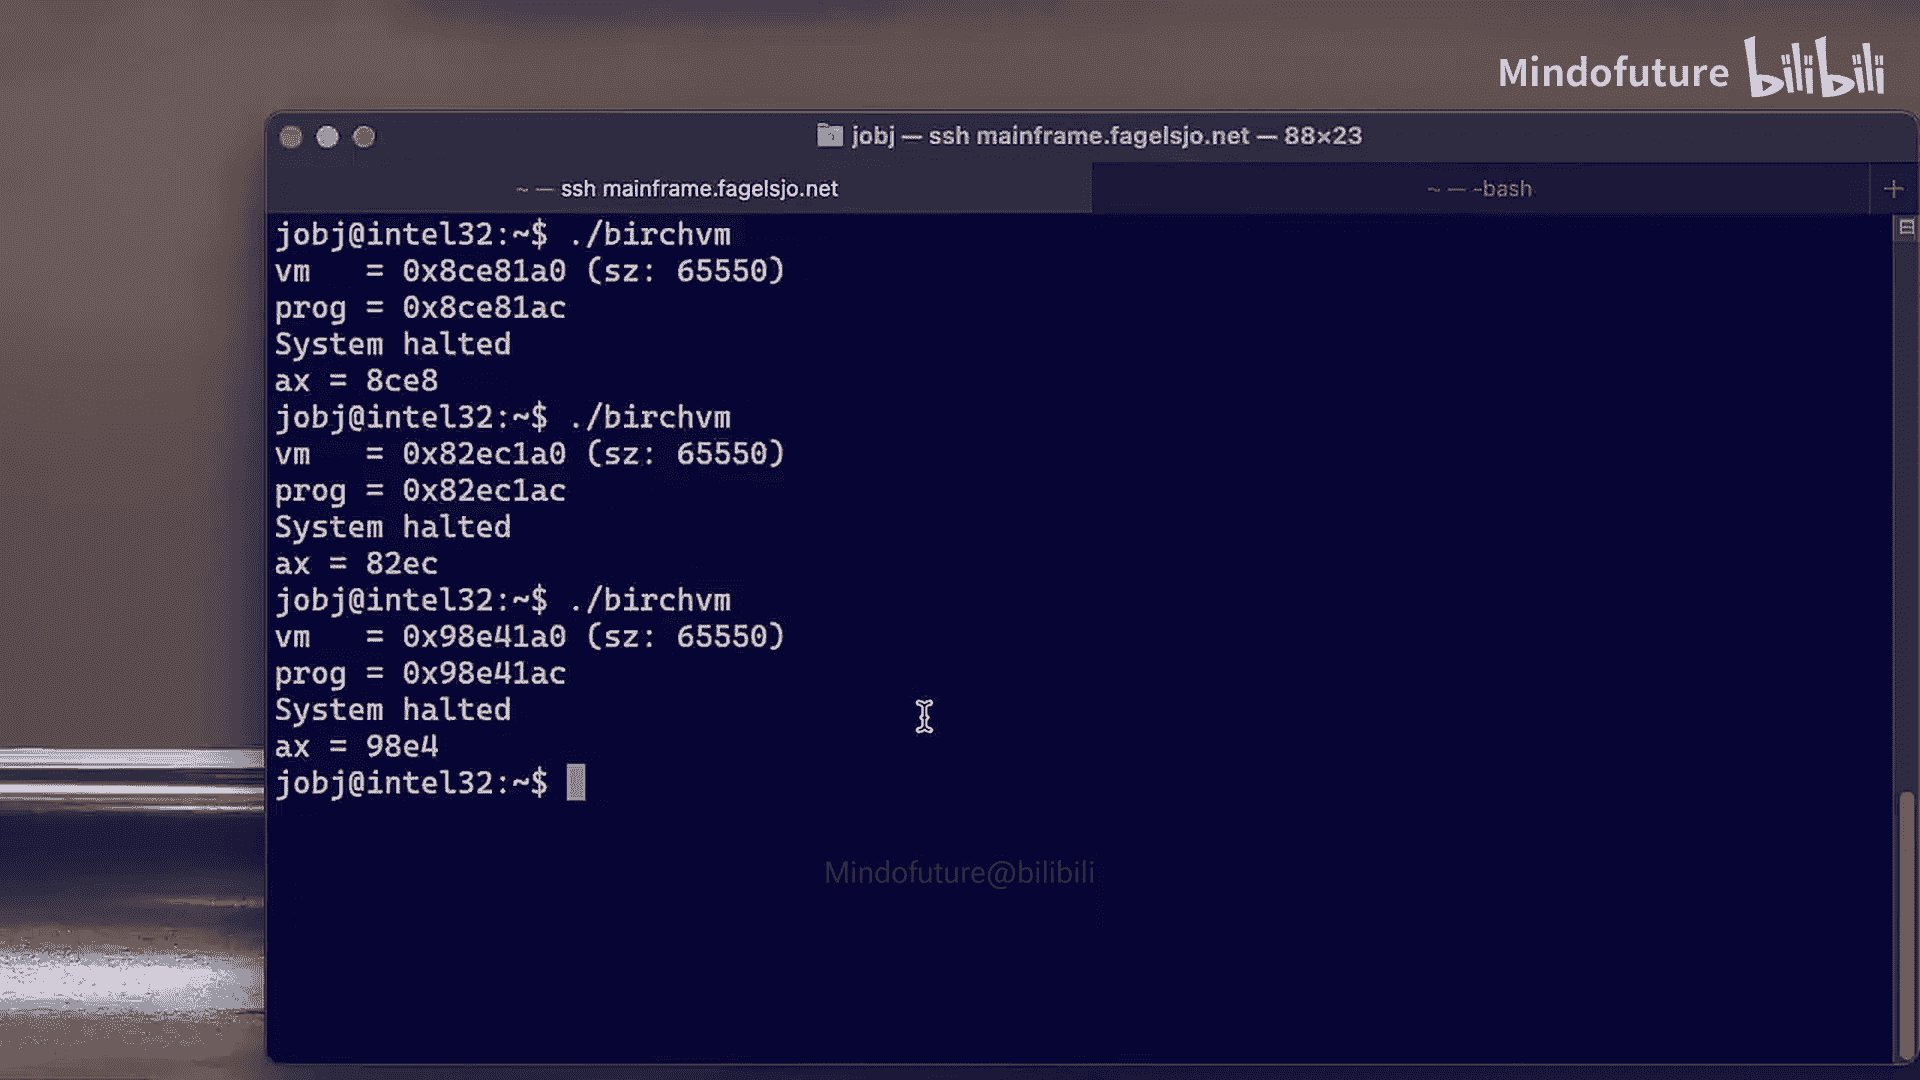 Mindofuture bilibili
jobj — ssh mainframe.fagelsjo.net — 88×23
~ — ssh mainframe.fagelsjo.net
~ — -bash
+
jobj@intel32:~$ ./birchvm
vm   = 0x8ce81a0 (sz: 65550)
prog = 0x8ce81ac
System halted
ax = 8ce8
jobj@intel32:~$ ./birchvm
vm   = 0x82ec1a0 (sz: 65550)
prog = 0x82ec1ac
System halted
ax = 82ec
jobj@intel32:~$ ./birchvm
vm   = 0x98e41a0 (sz: 65550)
prog = 0x98e41ac
System halted
ax = 98e4
jobj@intel32:~$
Mindofuture@bilibili